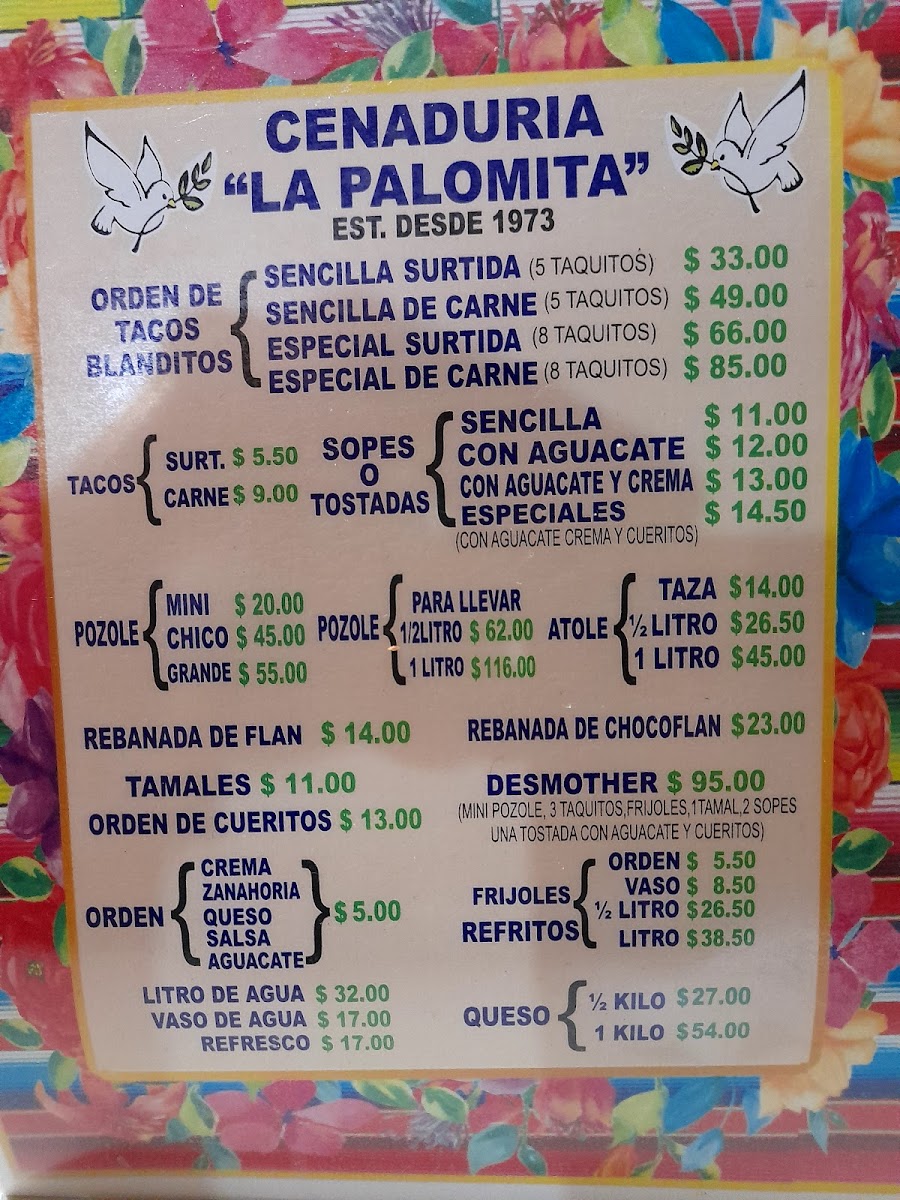 CENADURIA
“LA PALOMITA”
EST. DESDE 1973
ORDEN DE
TACOS
BLANDITOS
SENCILLA SURTIDA (5 TAQUITOS) $ 33.00
SENCILLA DE CARNE (5 TAQUITOS) $ 49.00
ESPECIAL SURTIDA (8 TAQUITOS) $ 66.00
ESPECIAL DE CARNE (8 TAQUITOS) $ 85.00
TACOS
SURT. $ 5.50
CARNE $ 9.00
SOPES
O
TOSTADAS
SENCILLA $ 11.00
CON AGUACATE $ 12.00
CON AGUACATE Y CREMA $ 13.00
ESPECIALES $ 14.50
(CON AGUACATE CREMA Y CUERITOS)
POZOLE
MINI $ 20.00
CHICO $ 45.00
GRANDE $ 55.00
POZOLE
PARA LLEVAR
1/2LITRO $ 62.00
1 LITRO $116.00
ATOLE
TAZA $14.00
½ LITRO $26.50
1 LITRO $45.00
REBANADA DE FLAN $ 14.00
REBANADA DE CHOCOFLAN $23.00
TAMALES $ 11.00
ORDEN DE CUERITOS $ 13.00
DESMOTHER $ 95.00
(MINI POZOLE, 3 TAQUITOS,FRIJOLES,1TAMAL,2 SOPES
UNA TOSTADA CON AGUACATE Y CUERITOS)
ORDEN
CREMA
ZANAHORIA
QUESO
SALSA
AGUACATE
$ 5.00
FRIJOLES
REFRITOS
ORDEN $ 5.50
VASO $ 8.50
½ LITRO $26.50
LITRO $38.50
LITRO DE AGUA $ 32.00
VASO DE AGUA $ 17.00
REFRESCO $ 17.00
QUESO
½ KILO $27.00
1 KILO $54.00